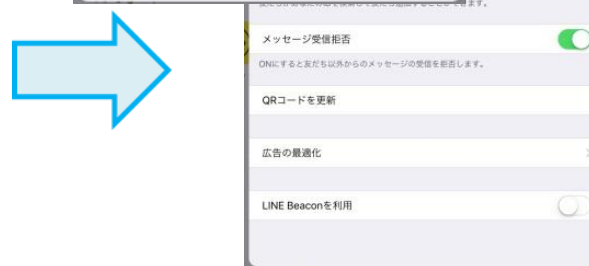 メッセージ受信拒否
ONにすると友だち以外からのメッセージの受信を拒否します。
QRコードを更新
広告の最適化
LINE Beaconを利用